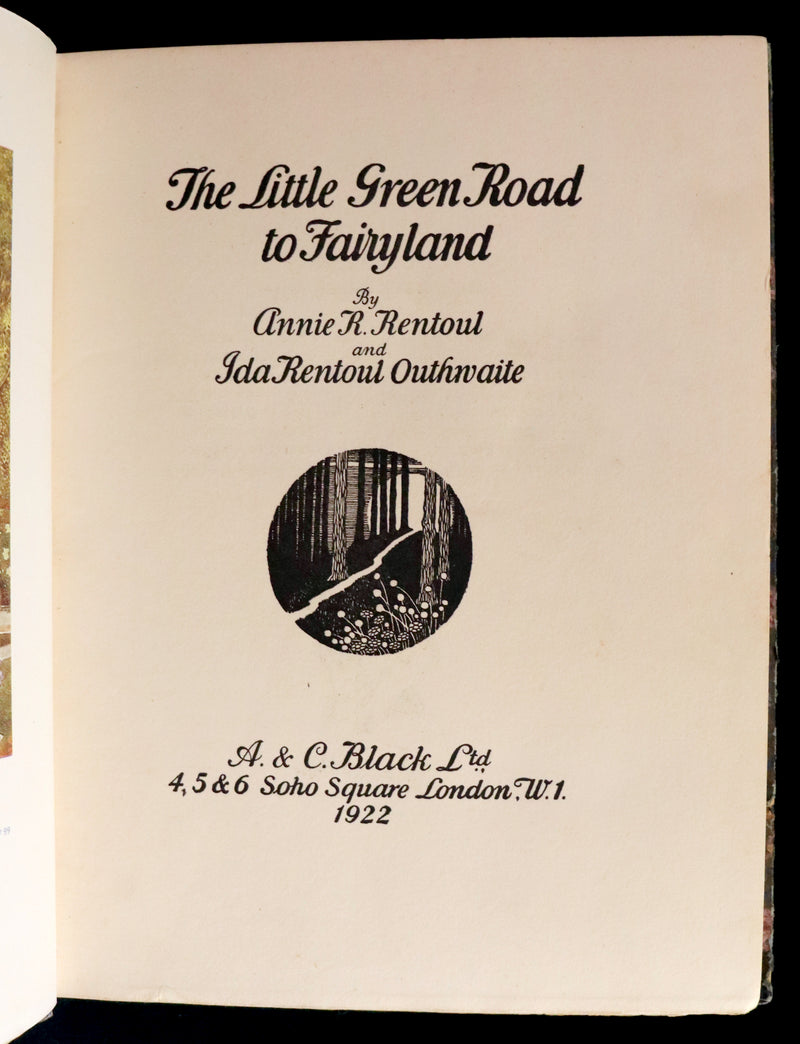 The Little Green Road
to Fairyland
By
Annie R. Rentoul
and
Ida Rentoul Outhwaite
A. & C. Black Ltd.
4, 5 & 6 Soho Square London, W. 1.
1922